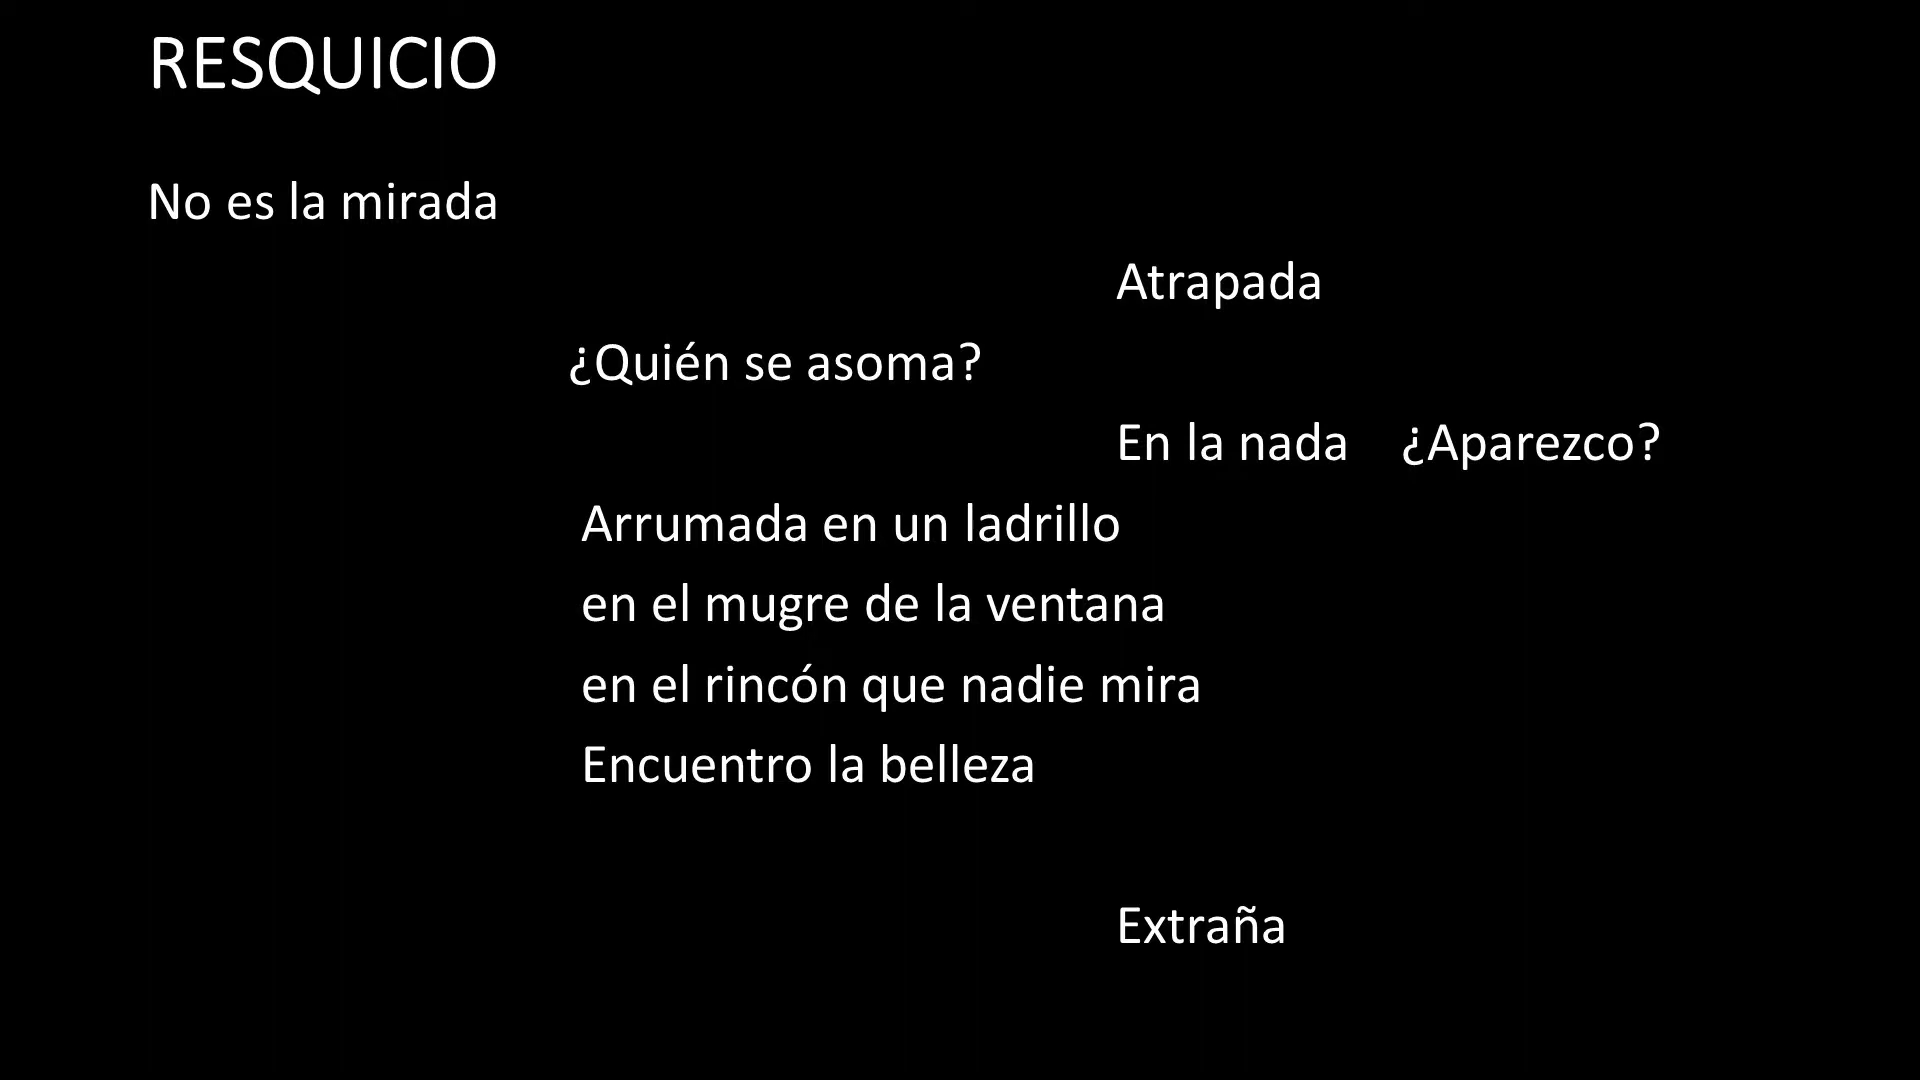 RESQUICIO
No es la mirada
Atrapada
¿Quién se asoma?
En la nada ¿Aparezco?
Arrumada en un ladrillo
en el mugre de la ventana
en el rincón que nadie mira
Encuentro la belleza
Extraña